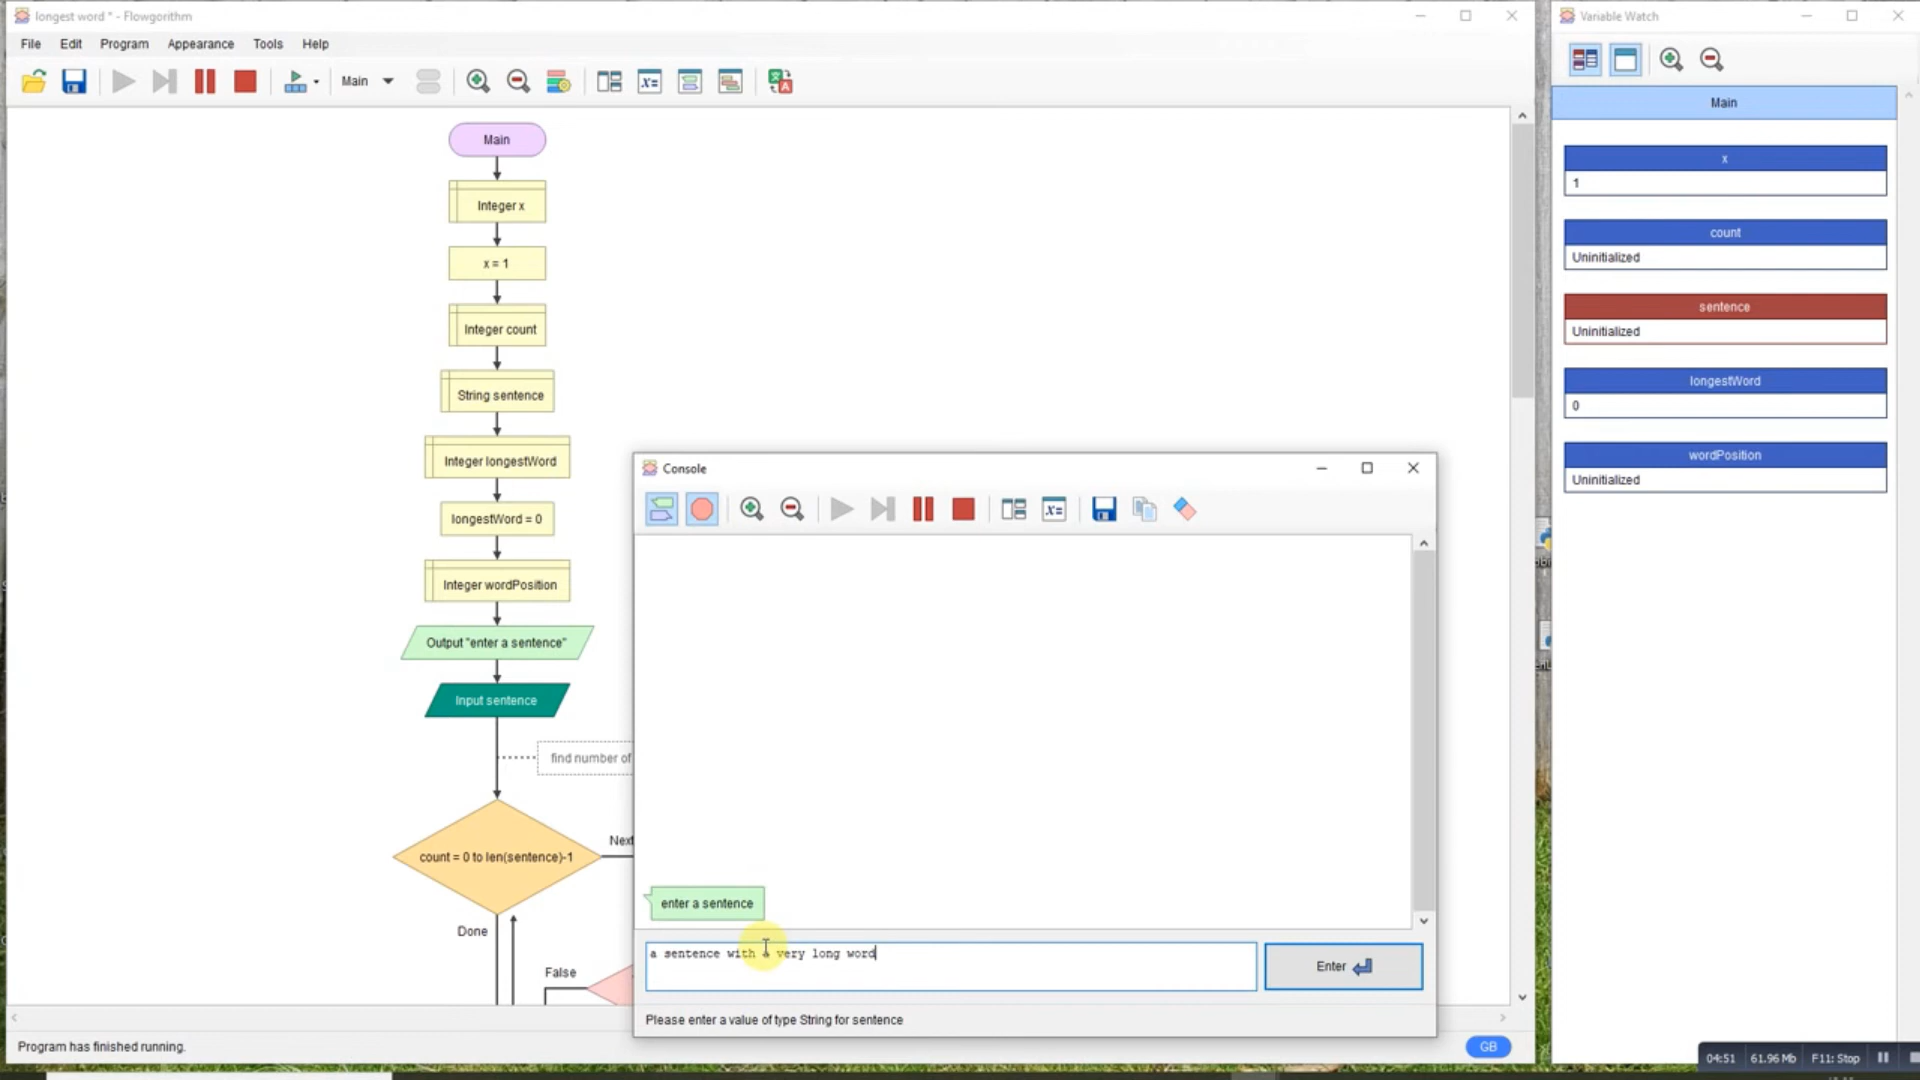 longest word * - Flowgorithm
File Edit Program Appearance Tools Help
Main
Main
Integer x
x = 1
Integer count
String sentence
Integer longestWord
longestWord = 0
Integer wordPosition
Output "enter a sentence"
Input sentence
find number of
count = 0 to len(sentence)-1
Next
Done
False
Program has finished running.
GB
Console
enter a sentence
a sentence with a very long word
Enter
Please enter a value of type String for sentence
Variable Watch
Main
x
1
count
Uninitialized
sentence
Uninitialized
longestWord
0
wordPosition
Uninitialized
04:51 61.96 Mb F11: Stop